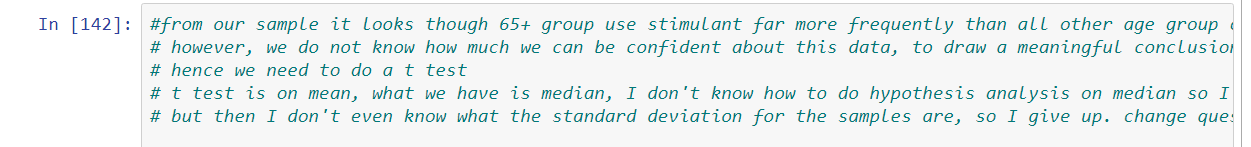 In [142]: #from our sample it looks though 65+ group use stimulant far more frequently than all other age group
# however, we do not know how much we can be confident about this data, to draw a meaningful conclusion
# hence we need to do a t test
# t test is on mean, what we have is median, I don't know how to do hypothesis analysis on median so I
# but then I don't even know what the standard deviation for the samples are, so I give up. change